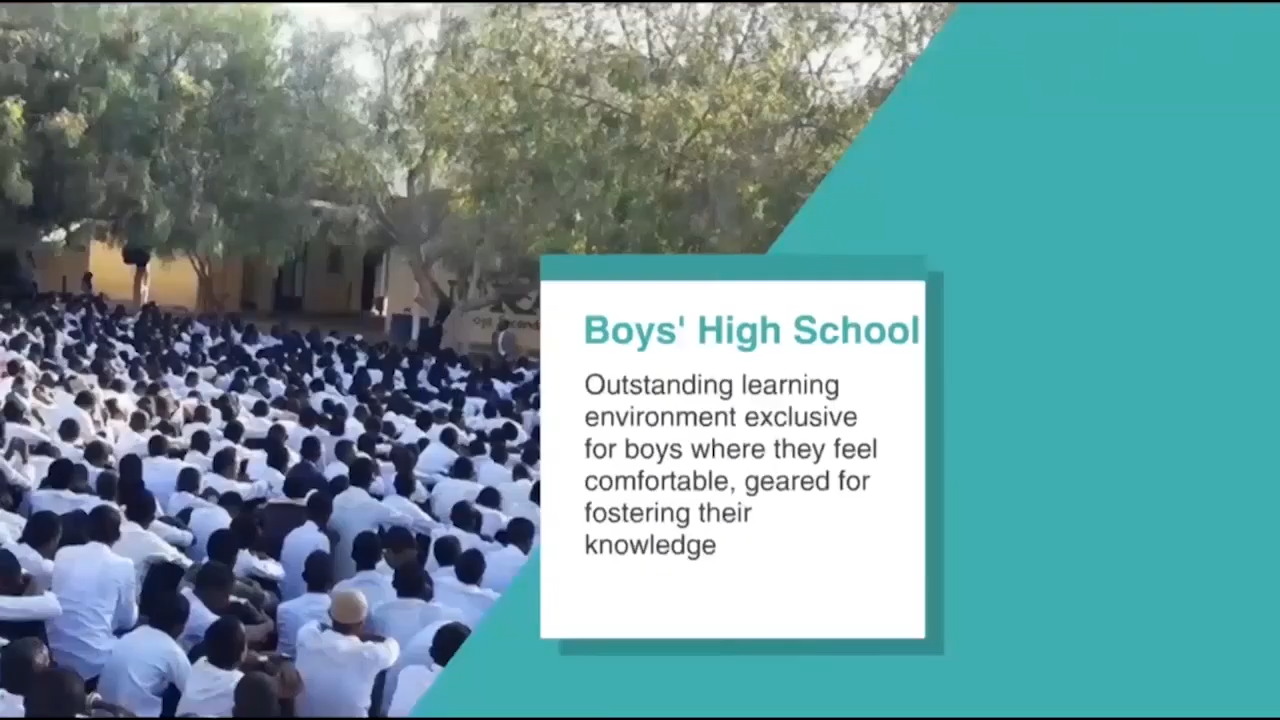 Boys' High School
Outstanding learning
environment exclusive
for boys where they feel
comfortable, geared for
fostering their
knowledge